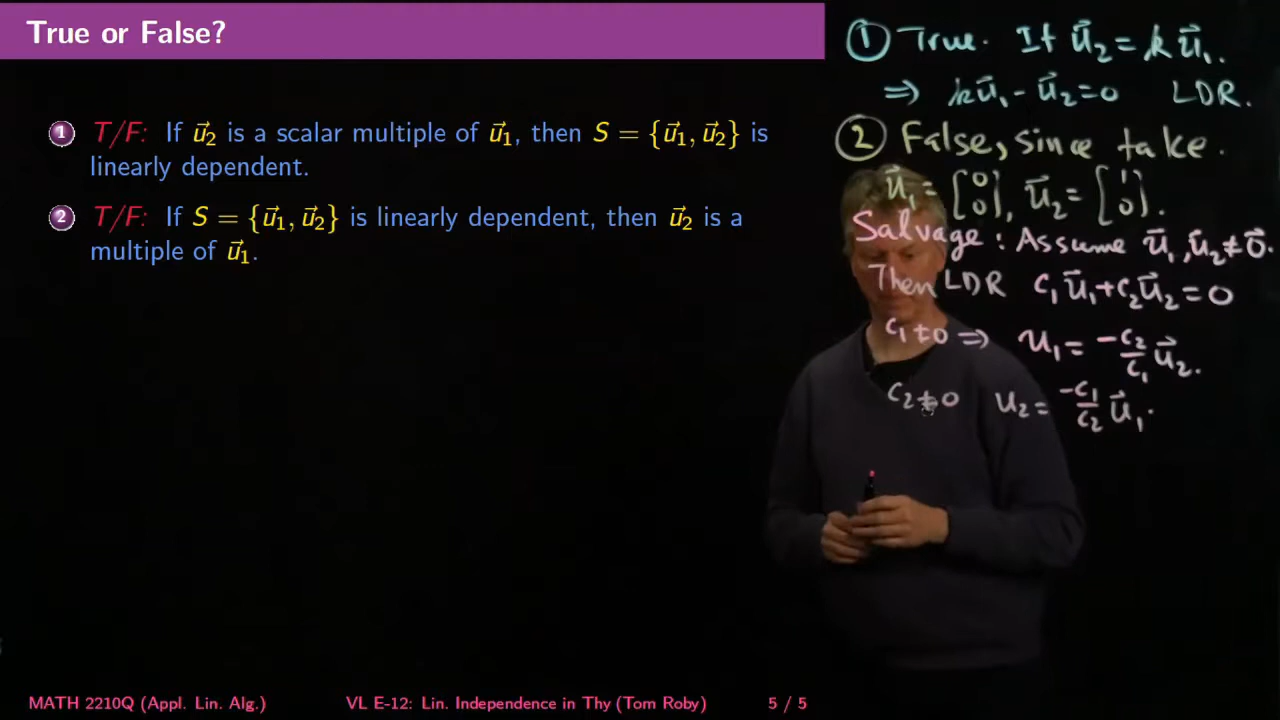 True or False?
1 T/F: If u⃗₂ is a scalar multiple of u⃗₁, then S = {u⃗₁, u⃗₂} is
linearly dependent.
2 T/F: If S = {u⃗₁, u⃗₂} is linearly dependent, then u⃗₂ is a
multiple of u⃗₁.
① True. If u⃗₂ = k u⃗₁.
⇒ k u⃗₁ - u⃗₂ = 0 LDR.
② False, since take.
u⃗₁ = [0 0], u⃗₂ = [1 0].
Salvage: Assume u⃗₁, u⃗₂ ≠ 0⃗.
Then LDR c₁u⃗₁ + c₂u⃗₂ = 0
c₁ ≠ 0 ⇒ u₁ = -c₂/c₁ u⃗₂.
c₂ ≠ 0 u₂ = -c₁/c₂ u⃗₁.
MATH 2210Q (Appl. Lin. Alg.) VL E-12: Lin. Independence in Thy (Tom Roby) 5 / 5